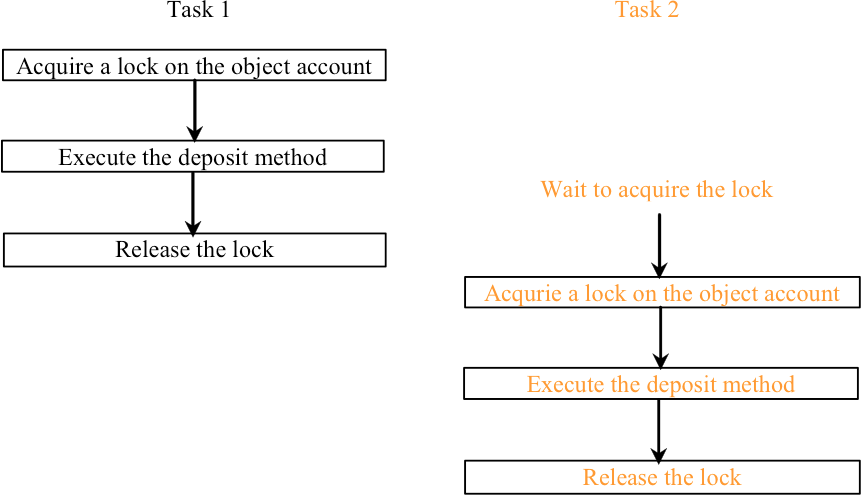 Task 1
Task 2
Acquire a lock on the object account
Execute the deposit method
Release the lock
Wait to acquire the lock
Acqurie a lock on the object account
Execute the deposit method
Release the lock